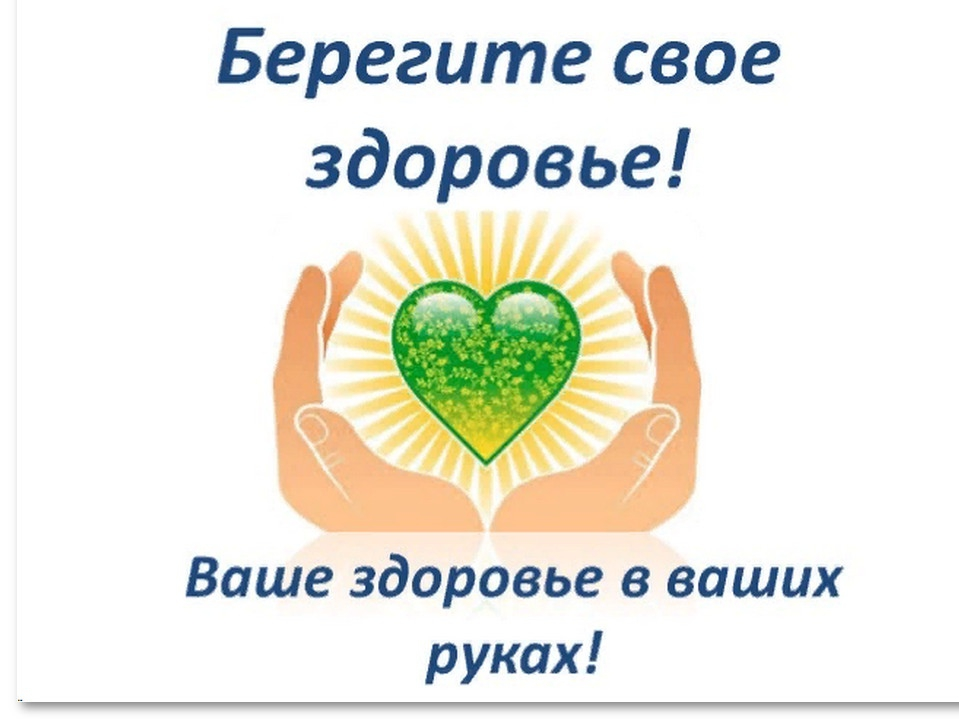 Берегите свое
здоровье!
Ваше здоровье в ваших
руках!